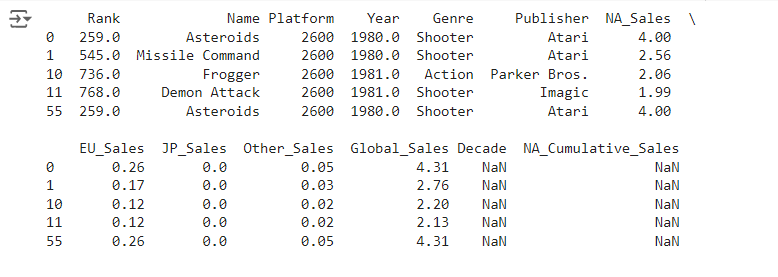 Rank Name Platform Year Genre Publisher NA_Sales \
0 259.0 Asteroids 2600 1980.0 Shooter Atari 4.00
1 545.0 Missile Command 2600 1980.0 Shooter Atari 2.56
10 736.0 Frogger 2600 1981.0 Action Parker Bros. 2.06
11 768.0 Demon Attack 2600 1981.0 Shooter Imagic 1.99
55 259.0 Asteroids 2600 1980.0 Shooter Atari 4.00
EU_Sales JP_Sales Other_Sales Global_Sales Decade NA_Cumulative_Sales
0 0.26 0.0 0.05 4.31 NaN NaN
1 0.17 0.0 0.03 2.76 NaN NaN
10 0.12 0.0 0.02 2.20 NaN NaN
11 0.12 0.0 0.02 2.13 NaN NaN
55 0.26 0.0 0.05 4.31 NaN NaN